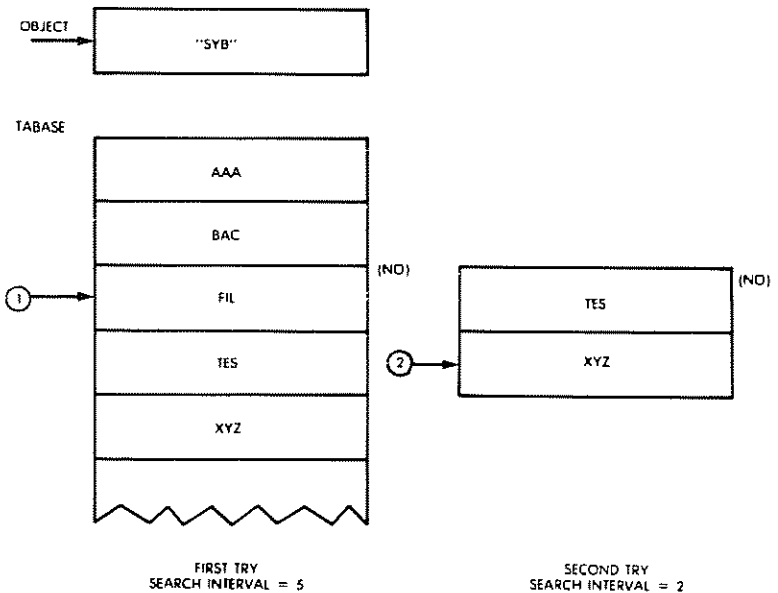 OBJECT
"SYB"
TABASE
AAA
BAC
(NO)
1
FIL
TES
XYZ
(NO)
TES
2
XYZ
FIRST TRY
SEARCH INTERVAL = 5
SECOND TRY
SEARCH INTERVAL = 2